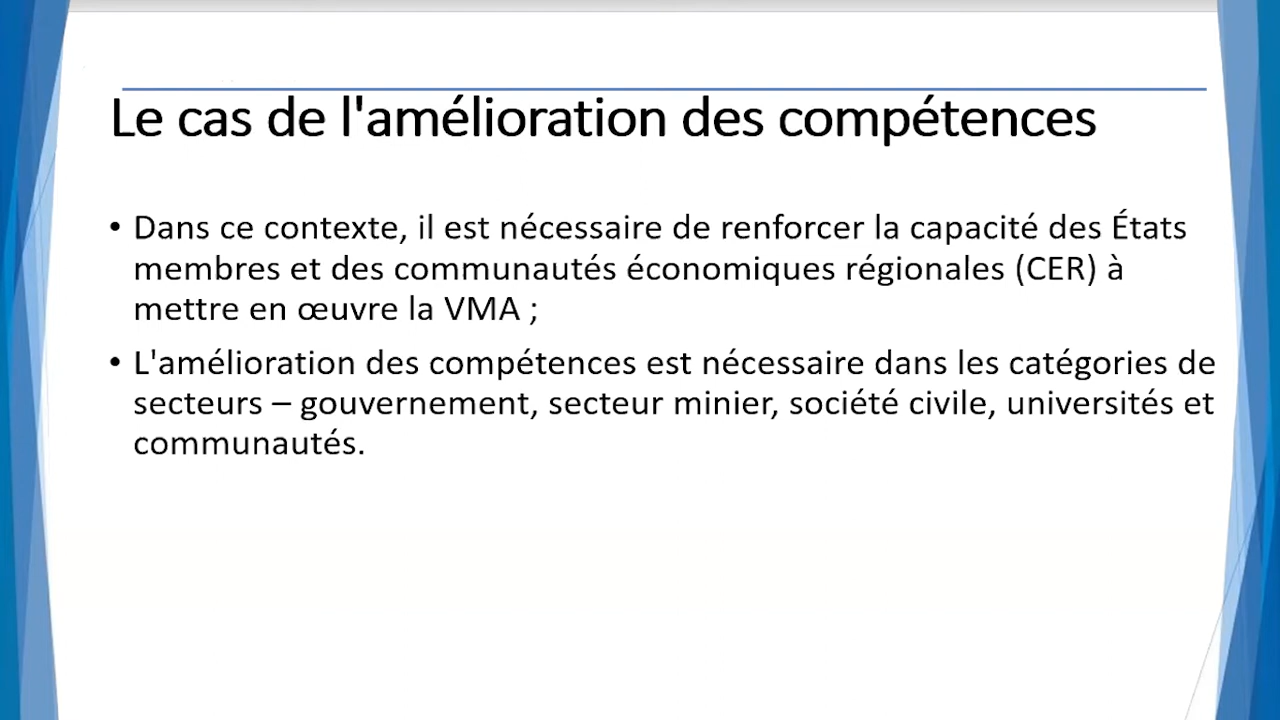 Le cas de l'amélioration des compétences
• Dans ce contexte, il est nécessaire de renforcer la capacité des États
membres et des communautés économiques régionales (CER) à
mettre en œuvre la VMA ;
• L'amélioration des compétences est nécessaire dans les catégories de
secteurs – gouvernement, secteur minier, société civile, universités et
communautés.